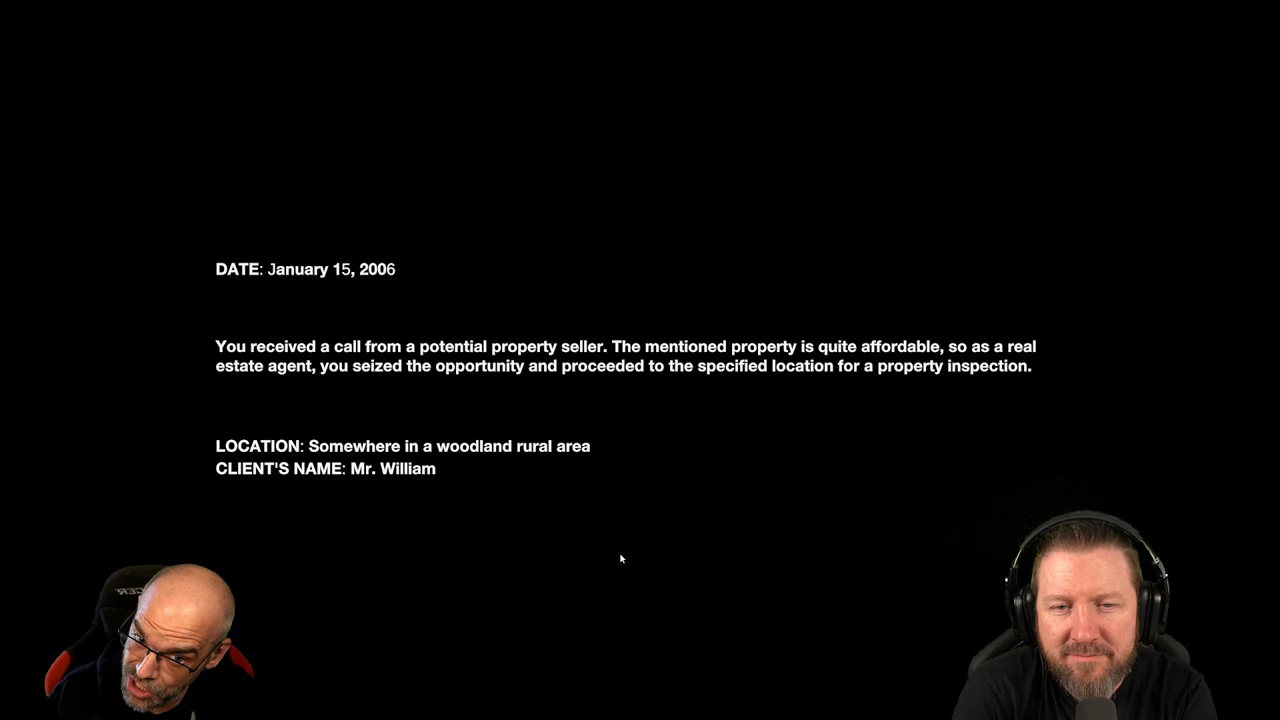 DATE: January 15, 2006
You received a call from a potential property seller. The mentioned property is quite affordable, so as a real
estate agent, you seized the opportunity and proceeded to the specified location for a property inspection.
LOCATION: Somewhere in a woodland rural area
CLIENT'S NAME: Mr. William